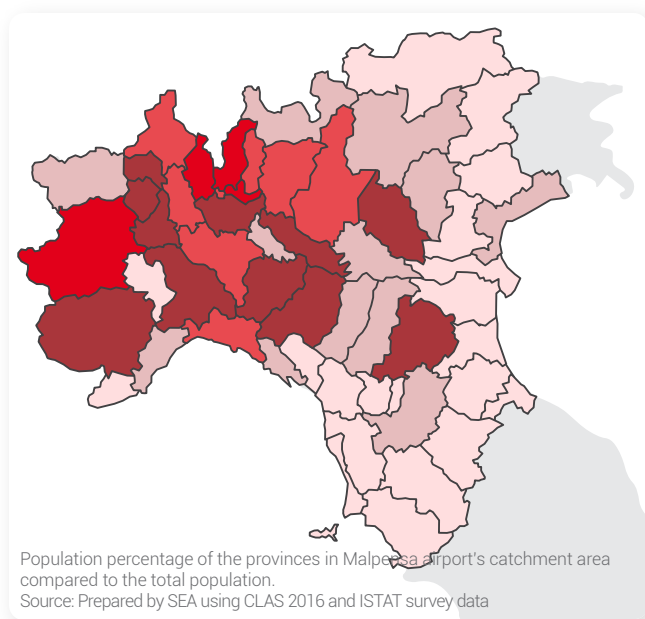 Population percentage of the provinces in Malpensa airport's catchment area
compared to the total population.
Source: Prepared by SEA using CLAS 2016 and ISTAT survey data